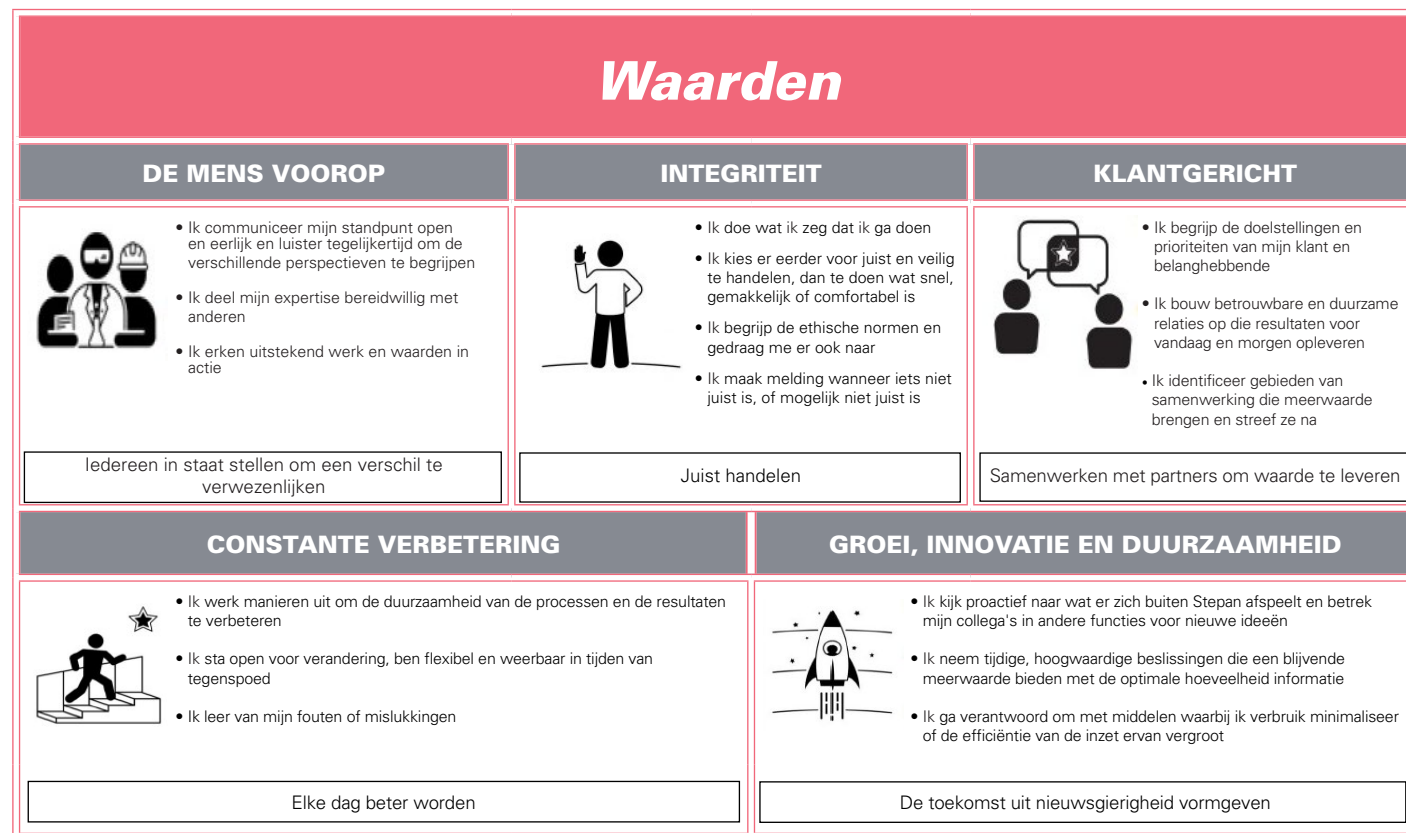 Waarden
DE MENS VOOROP
• Ik communiceer mijn standpunt open
en eerlijk en luister tegelijkertijd om de
verschillende perspectieven te begrijpen
• Ik deel mijn expertise bereidwillig met
anderen
• Ik erken uitstekend werk en waarden in
actie
Iedereen in staat stellen om een verschil te
verwezenlijken
INTEGRITEIT
• Ik doe wat ik zeg dat ik ga doen
• Ik kies er eerder voor juist en veilig
te handelen, dan te doen wat snel,
gemakkelijk of comfortabel is
• Ik begrijp de ethische normen en
gedraag me er ook naar
• Ik maak melding wanneer iets niet
juist is, of mogelijk niet juist is
Juist handelen
KLANTGERICHT
• Ik begrijp de doelstellingen en
prioriteiten van mijn klant en
belanghebbende
• Ik bouw betrouwbare en duurzame
relaties op die resultaten voor
vandaag en morgen opleveren
• Ik identificeer gebieden van
samenwerking die meerwaarde
brengen en streef ze na
Samenwerken met partners om waarde te leveren
CONSTANTE VERBETERING
• Ik werk manieren uit om de duurzaamheid van de processen en de resultaten
te verbeteren
• Ik sta open voor verandering, ben flexibel en weerbaar in tijden van
tegenspoed
• Ik leer van mijn fouten of mislukkingen
Elke dag beter worden
GROEI, INNOVATIE EN DUURZAAMHEID
• Ik kijk proactief naar wat er zich buiten Stepan afspeelt en betrek
mijn collega's in andere functies voor nieuwe ideeën
• Ik neem tijdige, hoogwaardige beslissingen die een blijvende
meerwaarde bieden met de optimale hoeveelheid informatie
• Ik ga verantwoord om met middelen waarbij ik verbruik minimaliseer
of de efficiëntie van de inzet ervan vergroot
De toekomst uit nieuwsgierigheid vormgeven